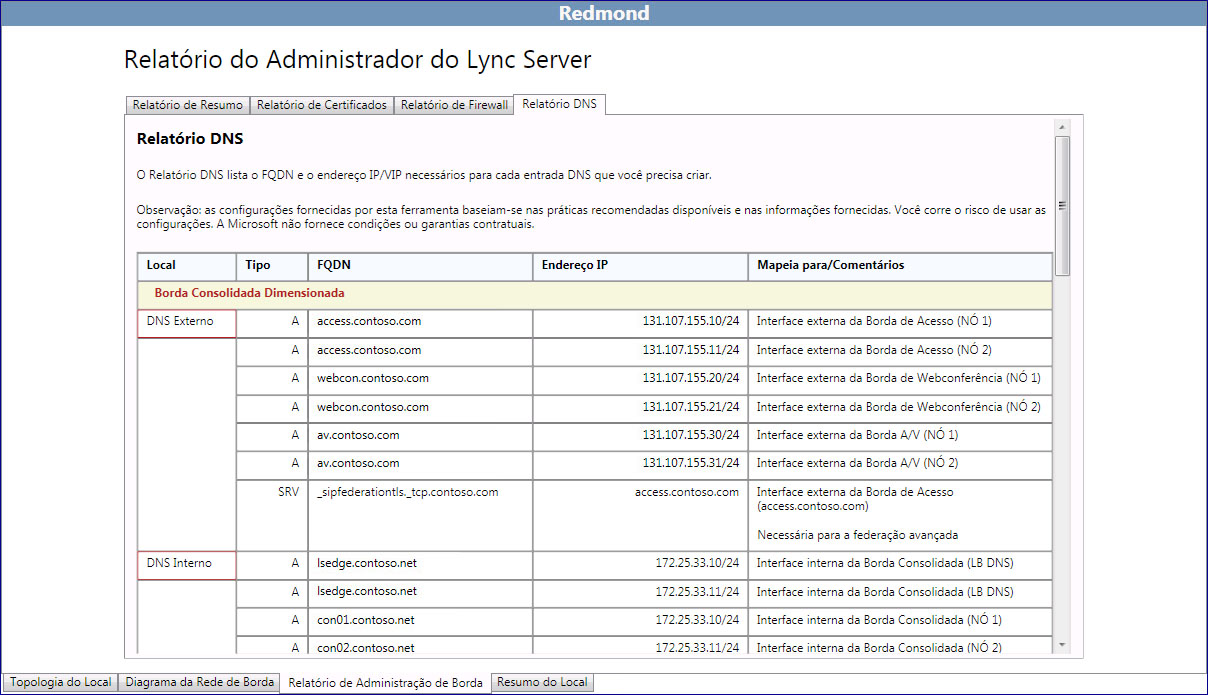 Redmond
Relatório do Administrador do Lync Server
Relatório de Resumo Relatório de Certificados Relatório de Firewall Relatório DNS
Relatório DNS
O Relatório DNS lista o FQDN e o endereço IP/VIP necessários para cada entrada DNS que você precisa criar.
Observação: as configurações fornecidas por esta ferramenta baseiam-se nas práticas recomendadas disponíveis e nas informações fornecidas. Você corre o risco de usar as
configurações. A Microsoft não fornece condições ou garantias contratuais.
Local Tipo FQDN Endereço IP Mapeia para/Comentários
Borda Consolidada Dimensionada
DNS Externo A access.contoso.com 131.107.155.10/24 Interface externa da Borda de Acesso (NÓ 1)
A access.contoso.com 131.107.155.11/24 Interface externa da Borda de Acesso (NÓ 2)
A webcon.contoso.com 131.107.155.20/24 Interface externa da Borda de Webconferência (NÓ 1)
A webcon.contoso.com 131.107.155.21/24 Interface externa da Borda de Webconferência (NÓ 2)
A av.contoso.com 131.107.155.30/24 Interface externa da Borda A/V (NÓ 1)
A av.contoso.com 131.107.155.31/24 Interface externa da Borda A/V (NÓ 2)
SRV _sipfederationtls._tcp.contoso.com access.contoso.com Interface externa da Borda de Acesso
(access.contoso.com)
Necessária para a federação avançada
DNS Interno A lsedge.contoso.net 172.25.33.10/24 Interface interna da Borda Consolidada (LB DNS)
A lsedge.contoso.net 172.25.33.11/24 Interface interna da Borda Consolidada (LB DNS)
A con01.contoso.net 172.25.33.10/24 Interface interna da Borda Consolidada (NÓ 1)
A con02.contoso.net 172.25.33.11/24 Interface interna da Borda Consolidada (NÓ 2)
Topologia do Local Diagrama da Rede de Borda Relatório de Administração de Borda Resumo do Local